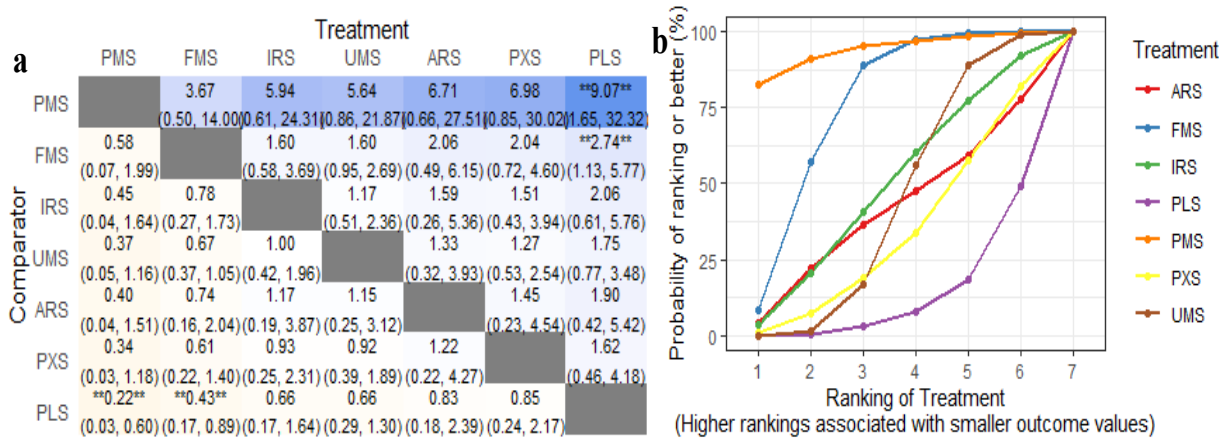 a
Treatment
PMS FMS IRS UMS ARS PXS PLS
Comparator
PMS 3.67 5.94 5.64 6.71 6.98 **9.07**
(0.50, 14.00) (0.61, 24.31) (0.86, 21.87) (0.66, 27.51) (0.85, 30.02) (1.65, 32.32)
FMS 0.58 1.60 1.60 2.06 2.04 **2.74**
(0.07, 1.99) (0.58, 3.69) (0.95, 2.69) (0.49, 6.15) (0.72, 4.60) (1.13, 5.77)
IRS 0.45 0.78 1.17 1.59 1.51 2.06
(0.04, 1.64) (0.27, 1.73) (0.51, 2.36) (0.26, 5.36) (0.43, 3.94) (0.61, 5.76)
UMS 0.37 0.67 1.00 1.33 1.27 1.75
(0.05, 1.16) (0.37, 1.05) (0.42, 1.96) (0.32, 3.93) (0.53, 2.54) (0.77, 3.48)
ARS 0.40 0.74 1.17 1.15 1.45 1.90
(0.04, 1.51) (0.16, 2.04) (0.19, 3.87) (0.25, 3.12) (0.23, 4.54) (0.42, 5.42)
PXS 0.34 0.61 0.93 0.92 1.22 1.62
(0.03, 1.18) (0.22, 1.40) (0.25, 2.31) (0.39, 1.89) (0.22, 4.27) (0.46, 4.18)
PLS **0.22** **0.43** 0.66 0.66 0.83 0.85
(0.03, 0.60) (0.17, 0.89) (0.17, 1.64) (0.29, 1.30) (0.18, 2.39) (0.24, 2.17)
b
Probability of ranking or better (%)
100
75
50
25
0
1 2 3 4 5 6 7
Ranking of Treatment
(Higher rankings associated with smaller outcome values)
Treatment
ARS
FMS
IRS
PLS
PMS
PXS
UMS